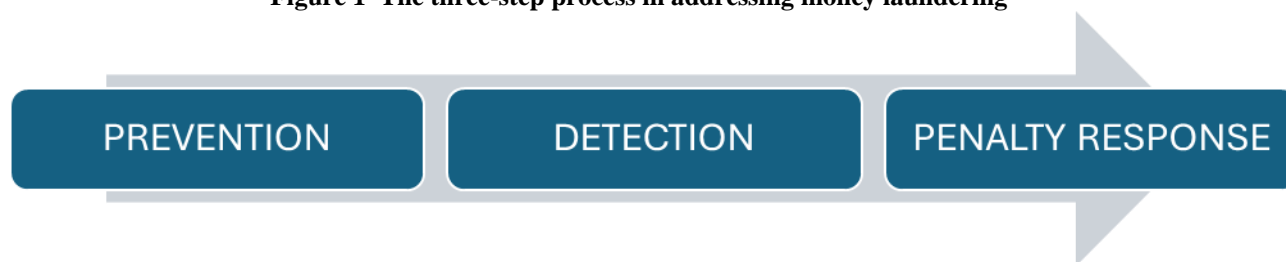 Figure 1 The three-step process in addressing money laundering
PREVENTION
DETECTION
PENALTY RESPONSE